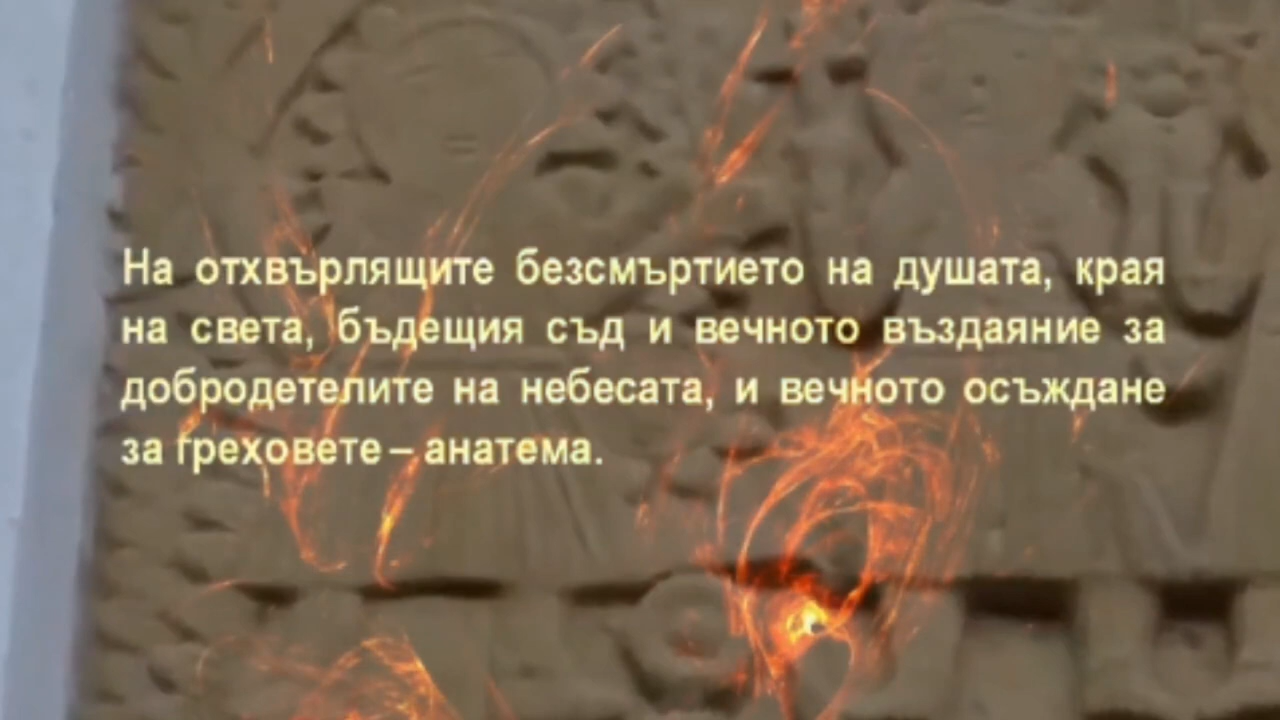 На отхвърлящите безсмъртието на душата, края
на света, бъдещия съд и вечното въздаяние за
добродетелите на небесата, и вечното осъждане
за греховете – анатема.